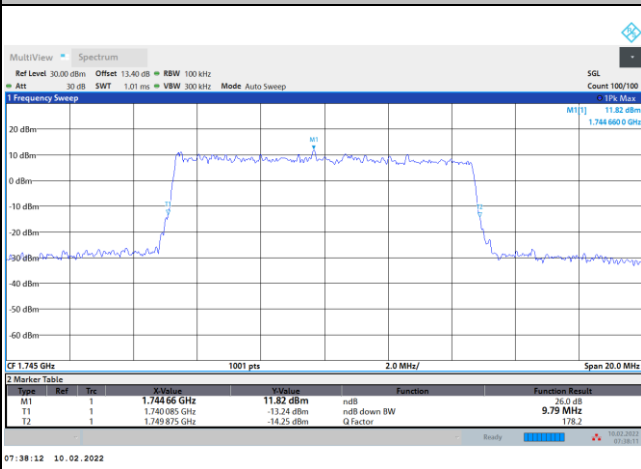 MultiView Spectrum
Ref Level 30.00 dBm Offset 13.40 dB RBW 100 kHz SGL
Att 30 dB SWT 1.01 ms VBW 300 kHz Mode Auto Sweep Count 100/100
1 Frequency Sweep 1Pk Max
M1[1] 11.82 dBm
1.744 660 0 GHz
20 dBm
M1
10 dBm
0 dBm
-10 dBm
T1
T2
-20 dBm
-30 dBm
-40 dBm
-50 dBm
-60 dBm
CF 1.745 GHz 1001 pts 2.0 MHz/ Span 20.0 MHz
2 Marker Table
Type Ref Trc X-Value Y-Value Function Function Result
M1 1 1.744 66 GHz 11.82 dBm ndB 26.0 dB
T1 1 1.740 085 GHz -13.24 dBm ndB down BW 9.79 MHz
T2 1 1.749 875 GHz -14.25 dBm Q Factor 178.2
Ready 10.02.2022
07:38:11
07:38:12 10.02.2022